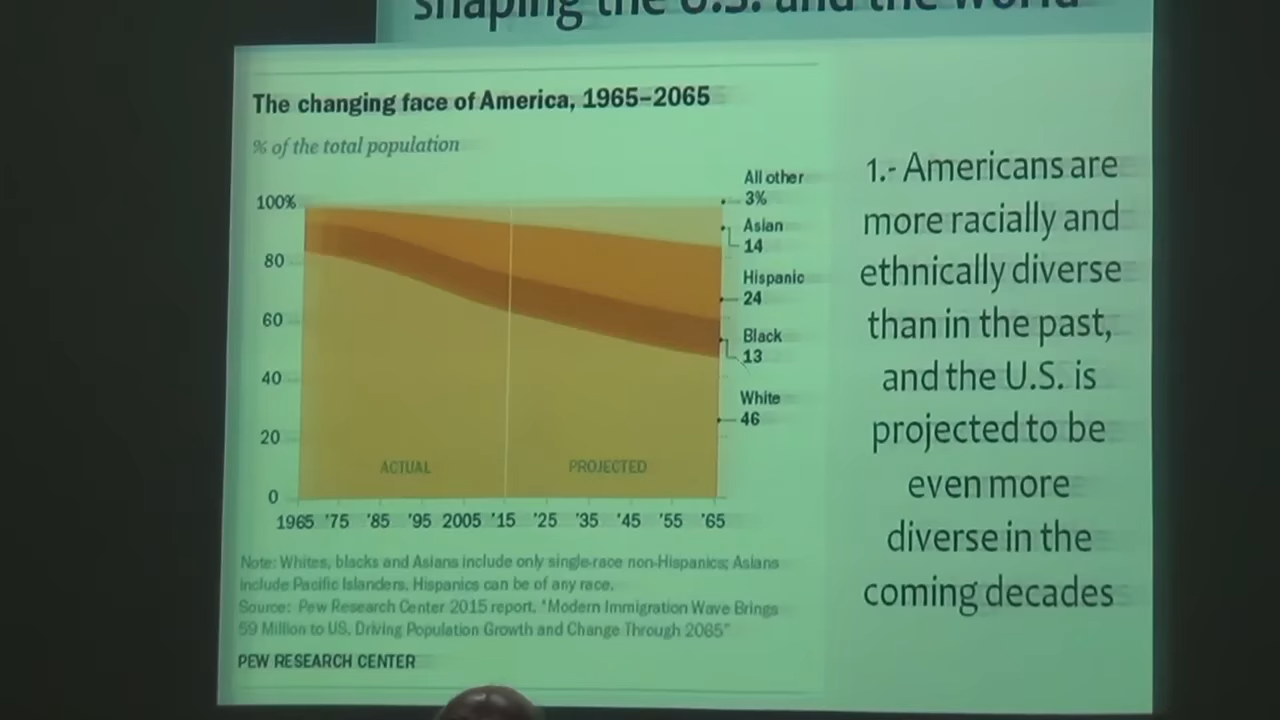 shaping the U.S. and the world
The changing face of America, 1965–2065
% of the total population
100%
80
60
40
20
0
All other
3%
Asian
14
Hispanic
24
Black
13
White
46
ACTUAL
PROJECTED
1965 '75 '85 '95 2005 '15 '25 '35 '45 '55 '65
Note: Whites, blacks and Asians include only single-race non-Hispanics; Asians
include Pacific Islanders. Hispanics can be of any race.
Source: Pew Research Center 2015 report, "Modern Immigration Wave Brings
59 Million to US, Driving Population Growth and Change Through 2065"
PEW RESEARCH CENTER
1.- Americans are
more racially and
ethnically diverse
than in the past,
and the U.S. is
projected to be
even more
diverse in the
coming decades